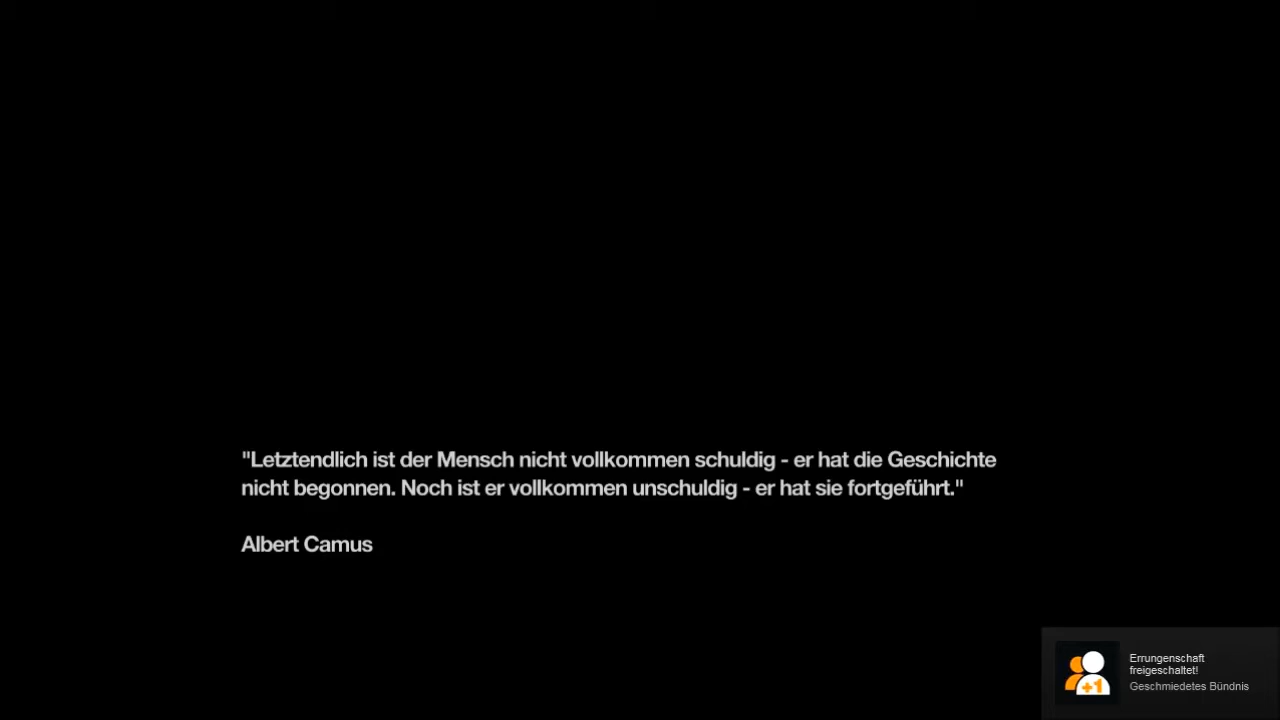 "Letztendlich ist der Mensch nicht vollkommen schuldig - er hat die Geschichte
nicht begonnen. Noch ist er vollkommen unschuldig - er hat sie fortgeführt."
Albert Camus
+1
Errungenschaft
freigeschaltet!
Geschmiedetes Bündnis